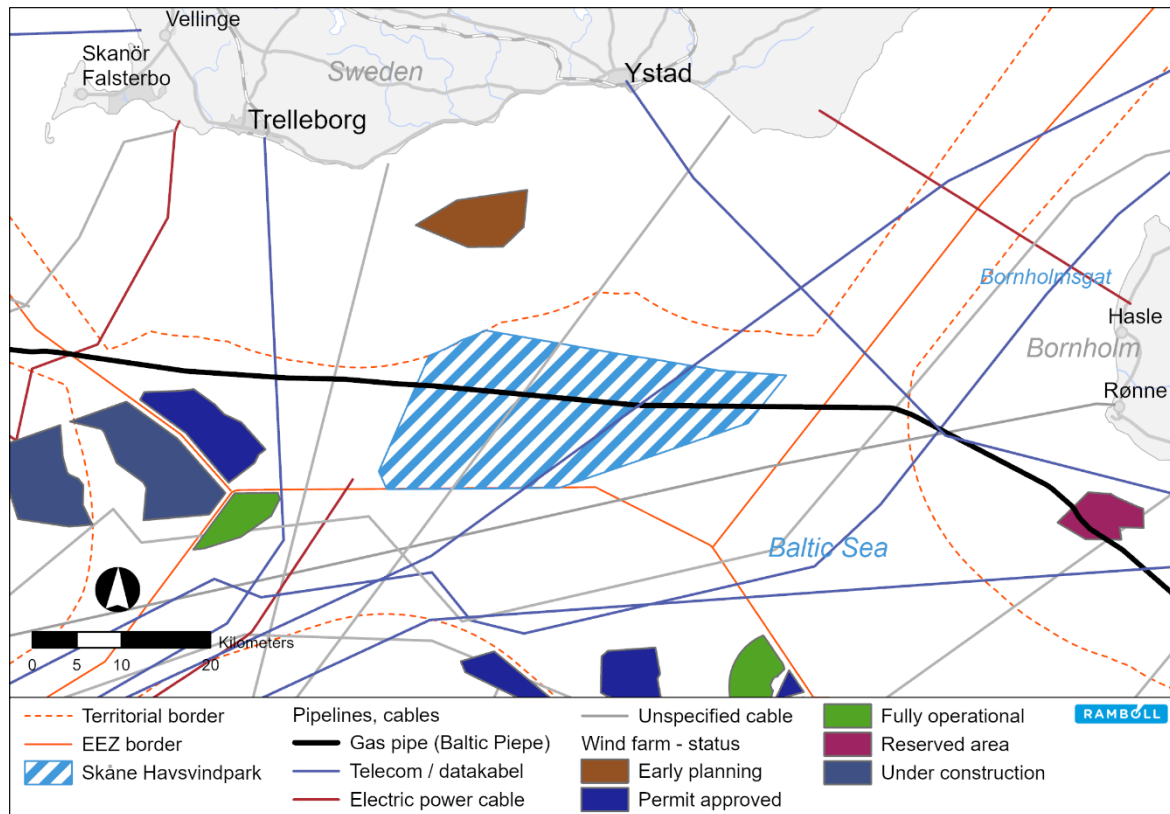 Vellinge
Skanör
Falsterbo
Sweden
Ystad
Trelleborg
Bornholmsgat
Hasle
Bornholm
Rønne
Baltic Sea
Kilometers
0 5 10 20
Territorial border
EEZ border
Skåne Havsvindpark
Pipelines, cables
Gas pipe (Baltic Piepe)
Telecom / datakabel
Electric power cable
Unspecified cable
Wind farm - status
Early planning
Permit approved
Fully operational
Reserved area
Under construction
RAMBOLL